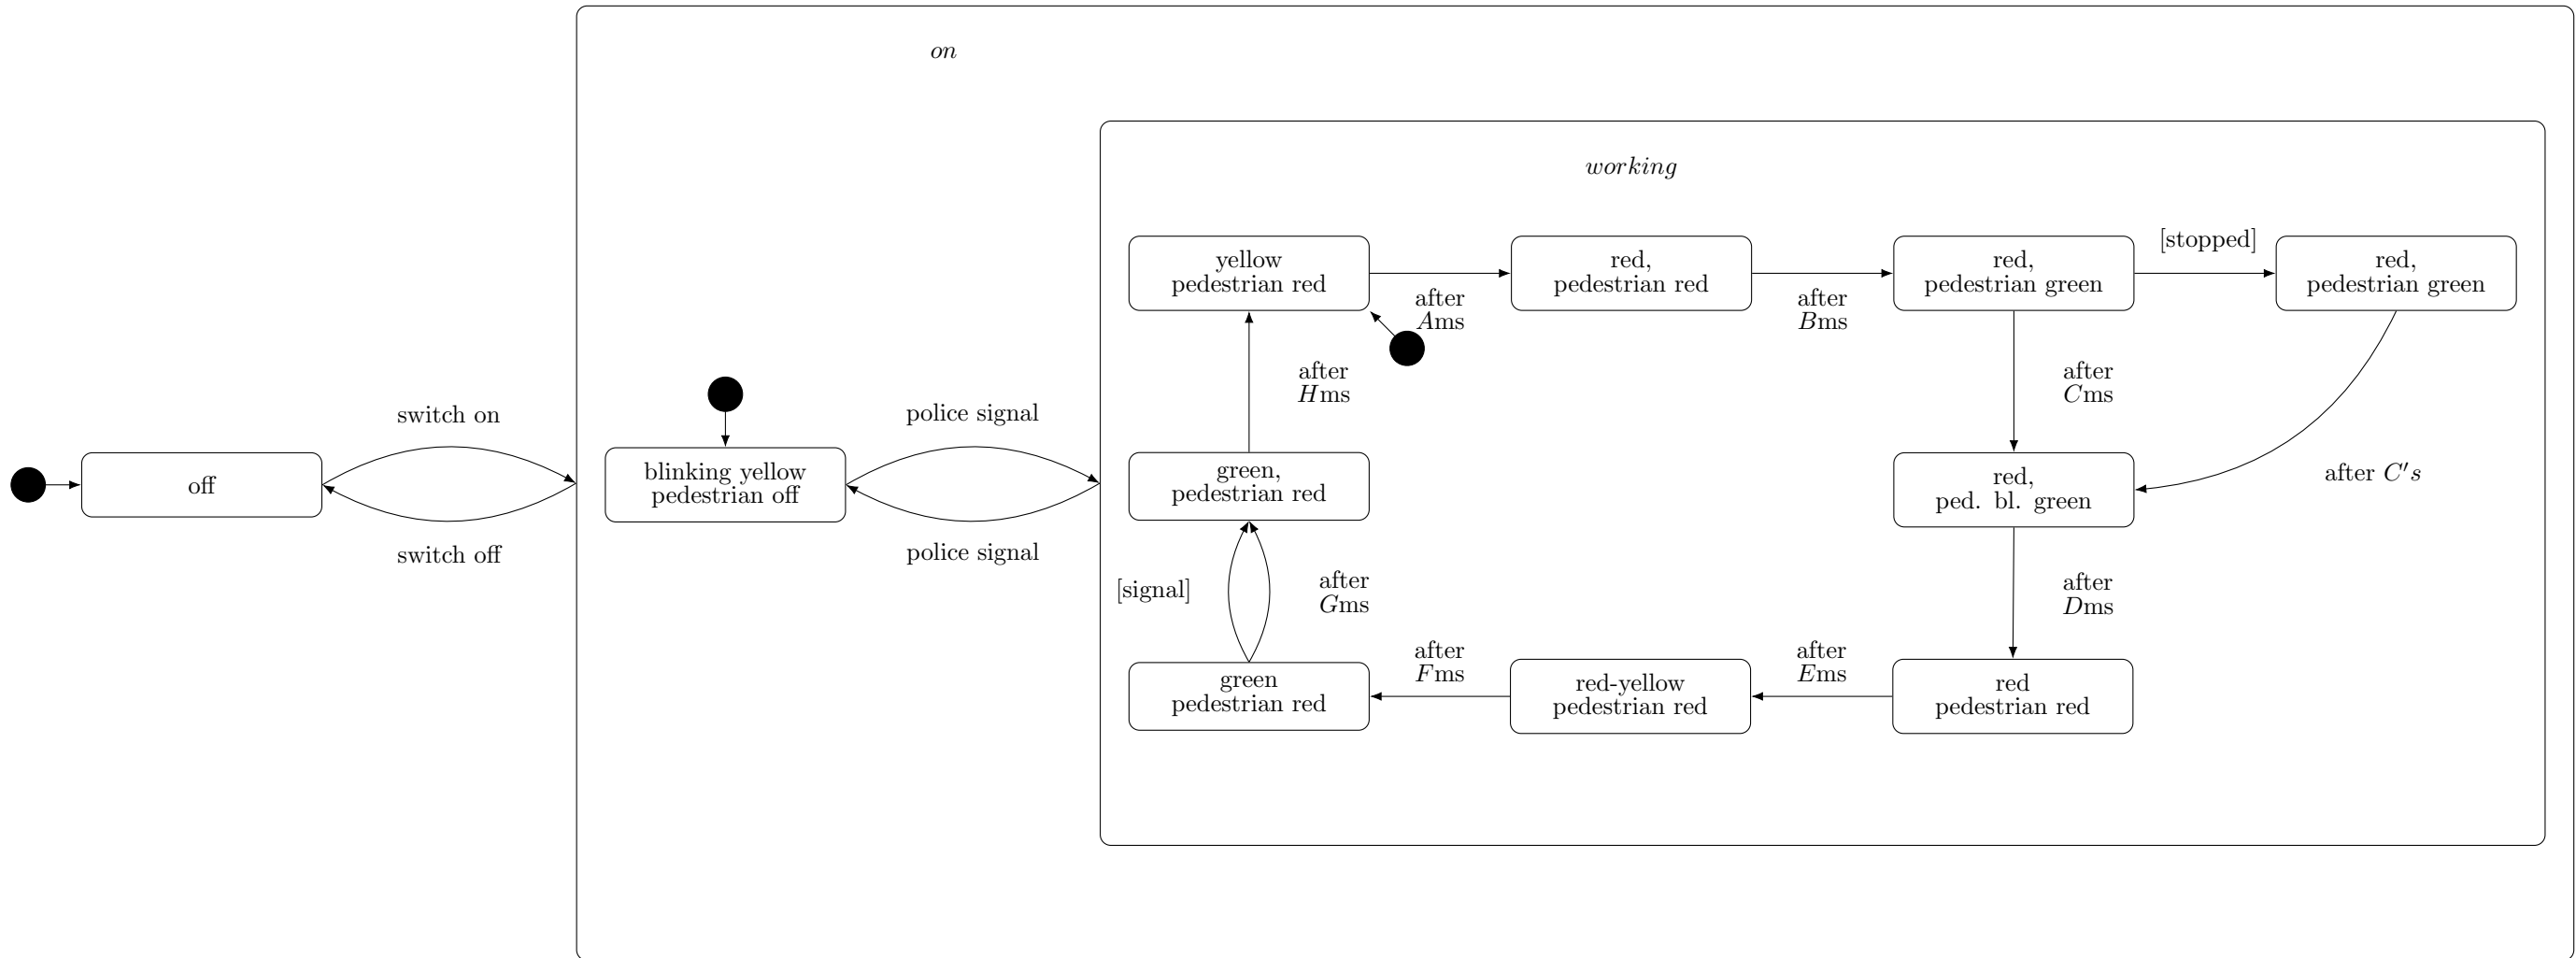 on
working
yellow
pedestrian red
after
Ams
red,
pedestrian red
after
Bms
red,
pedestrian green
[stopped]
red,
pedestrian green
after
Hms
after
Cms
after C's
off
switch on
switch off
blinking yellow
pedestrian off
police signal
police signal
green,
pedestrian red
red,
ped. bl. green
[signal]
after
Gms
after
Dms
green
pedestrian red
after
Fms
red-yellow
pedestrian red
after
Ems
red
pedestrian red